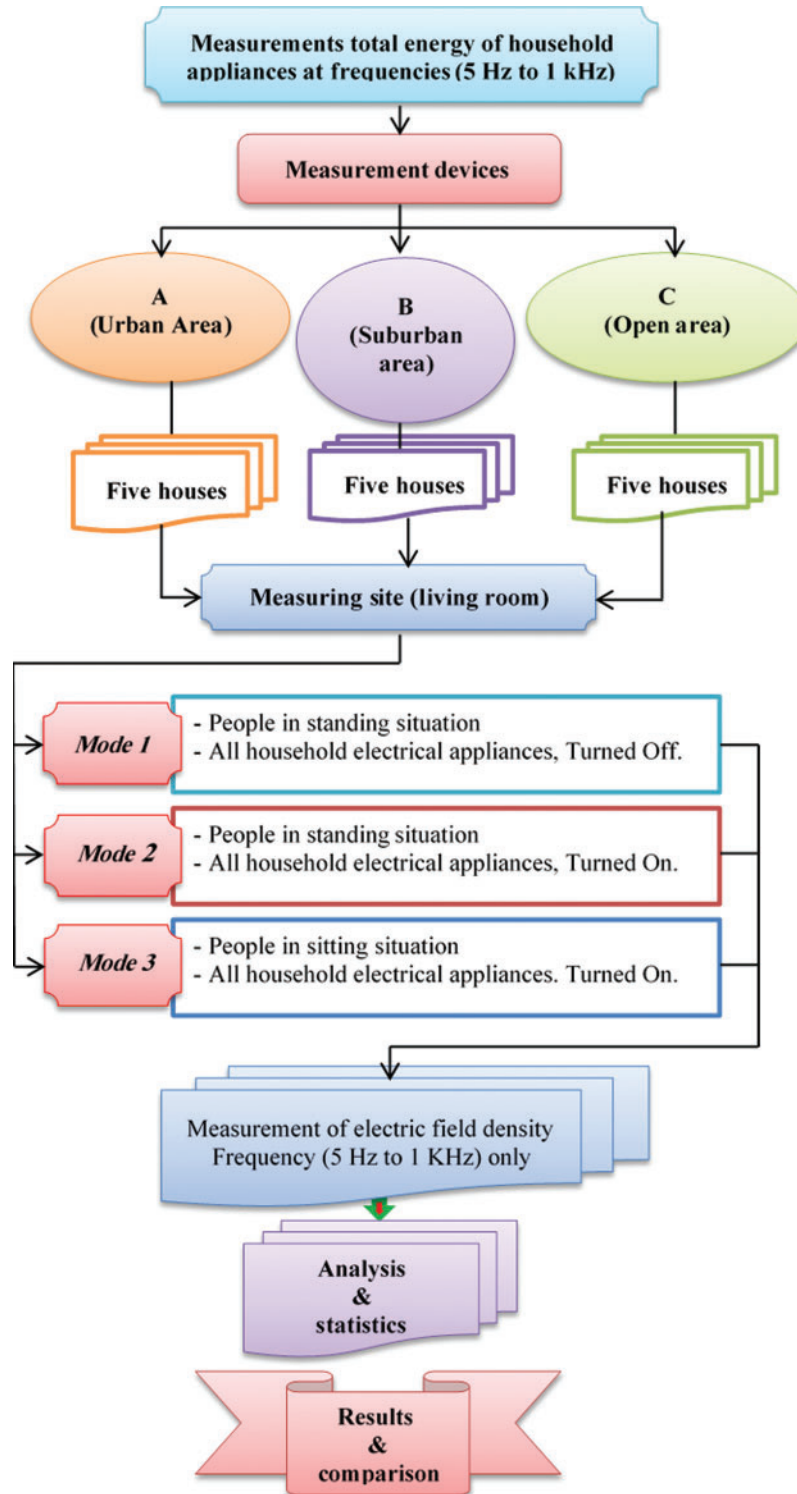 Measurements total energy of household
appliances at frequencies (5 Hz to 1 kHz)
Measurement devices
A
(Urban Area)
B
(Suburban
area)
C
(Open area)
Five houses
Five houses
Five houses
Measuring site (living room)
Mode 1
- People in standing situation
- All household electrical appliances, Turned Off.
Mode 2
- People in standing situation
- All household electrical appliances, Turned On.
Mode 3
- People in sitting situation
- All household electrical appliances. Turned On.
Measurement of electric field density
Frequency (5 Hz to 1 KHz) only
Analysis
&
statistics
Results
&
comparison